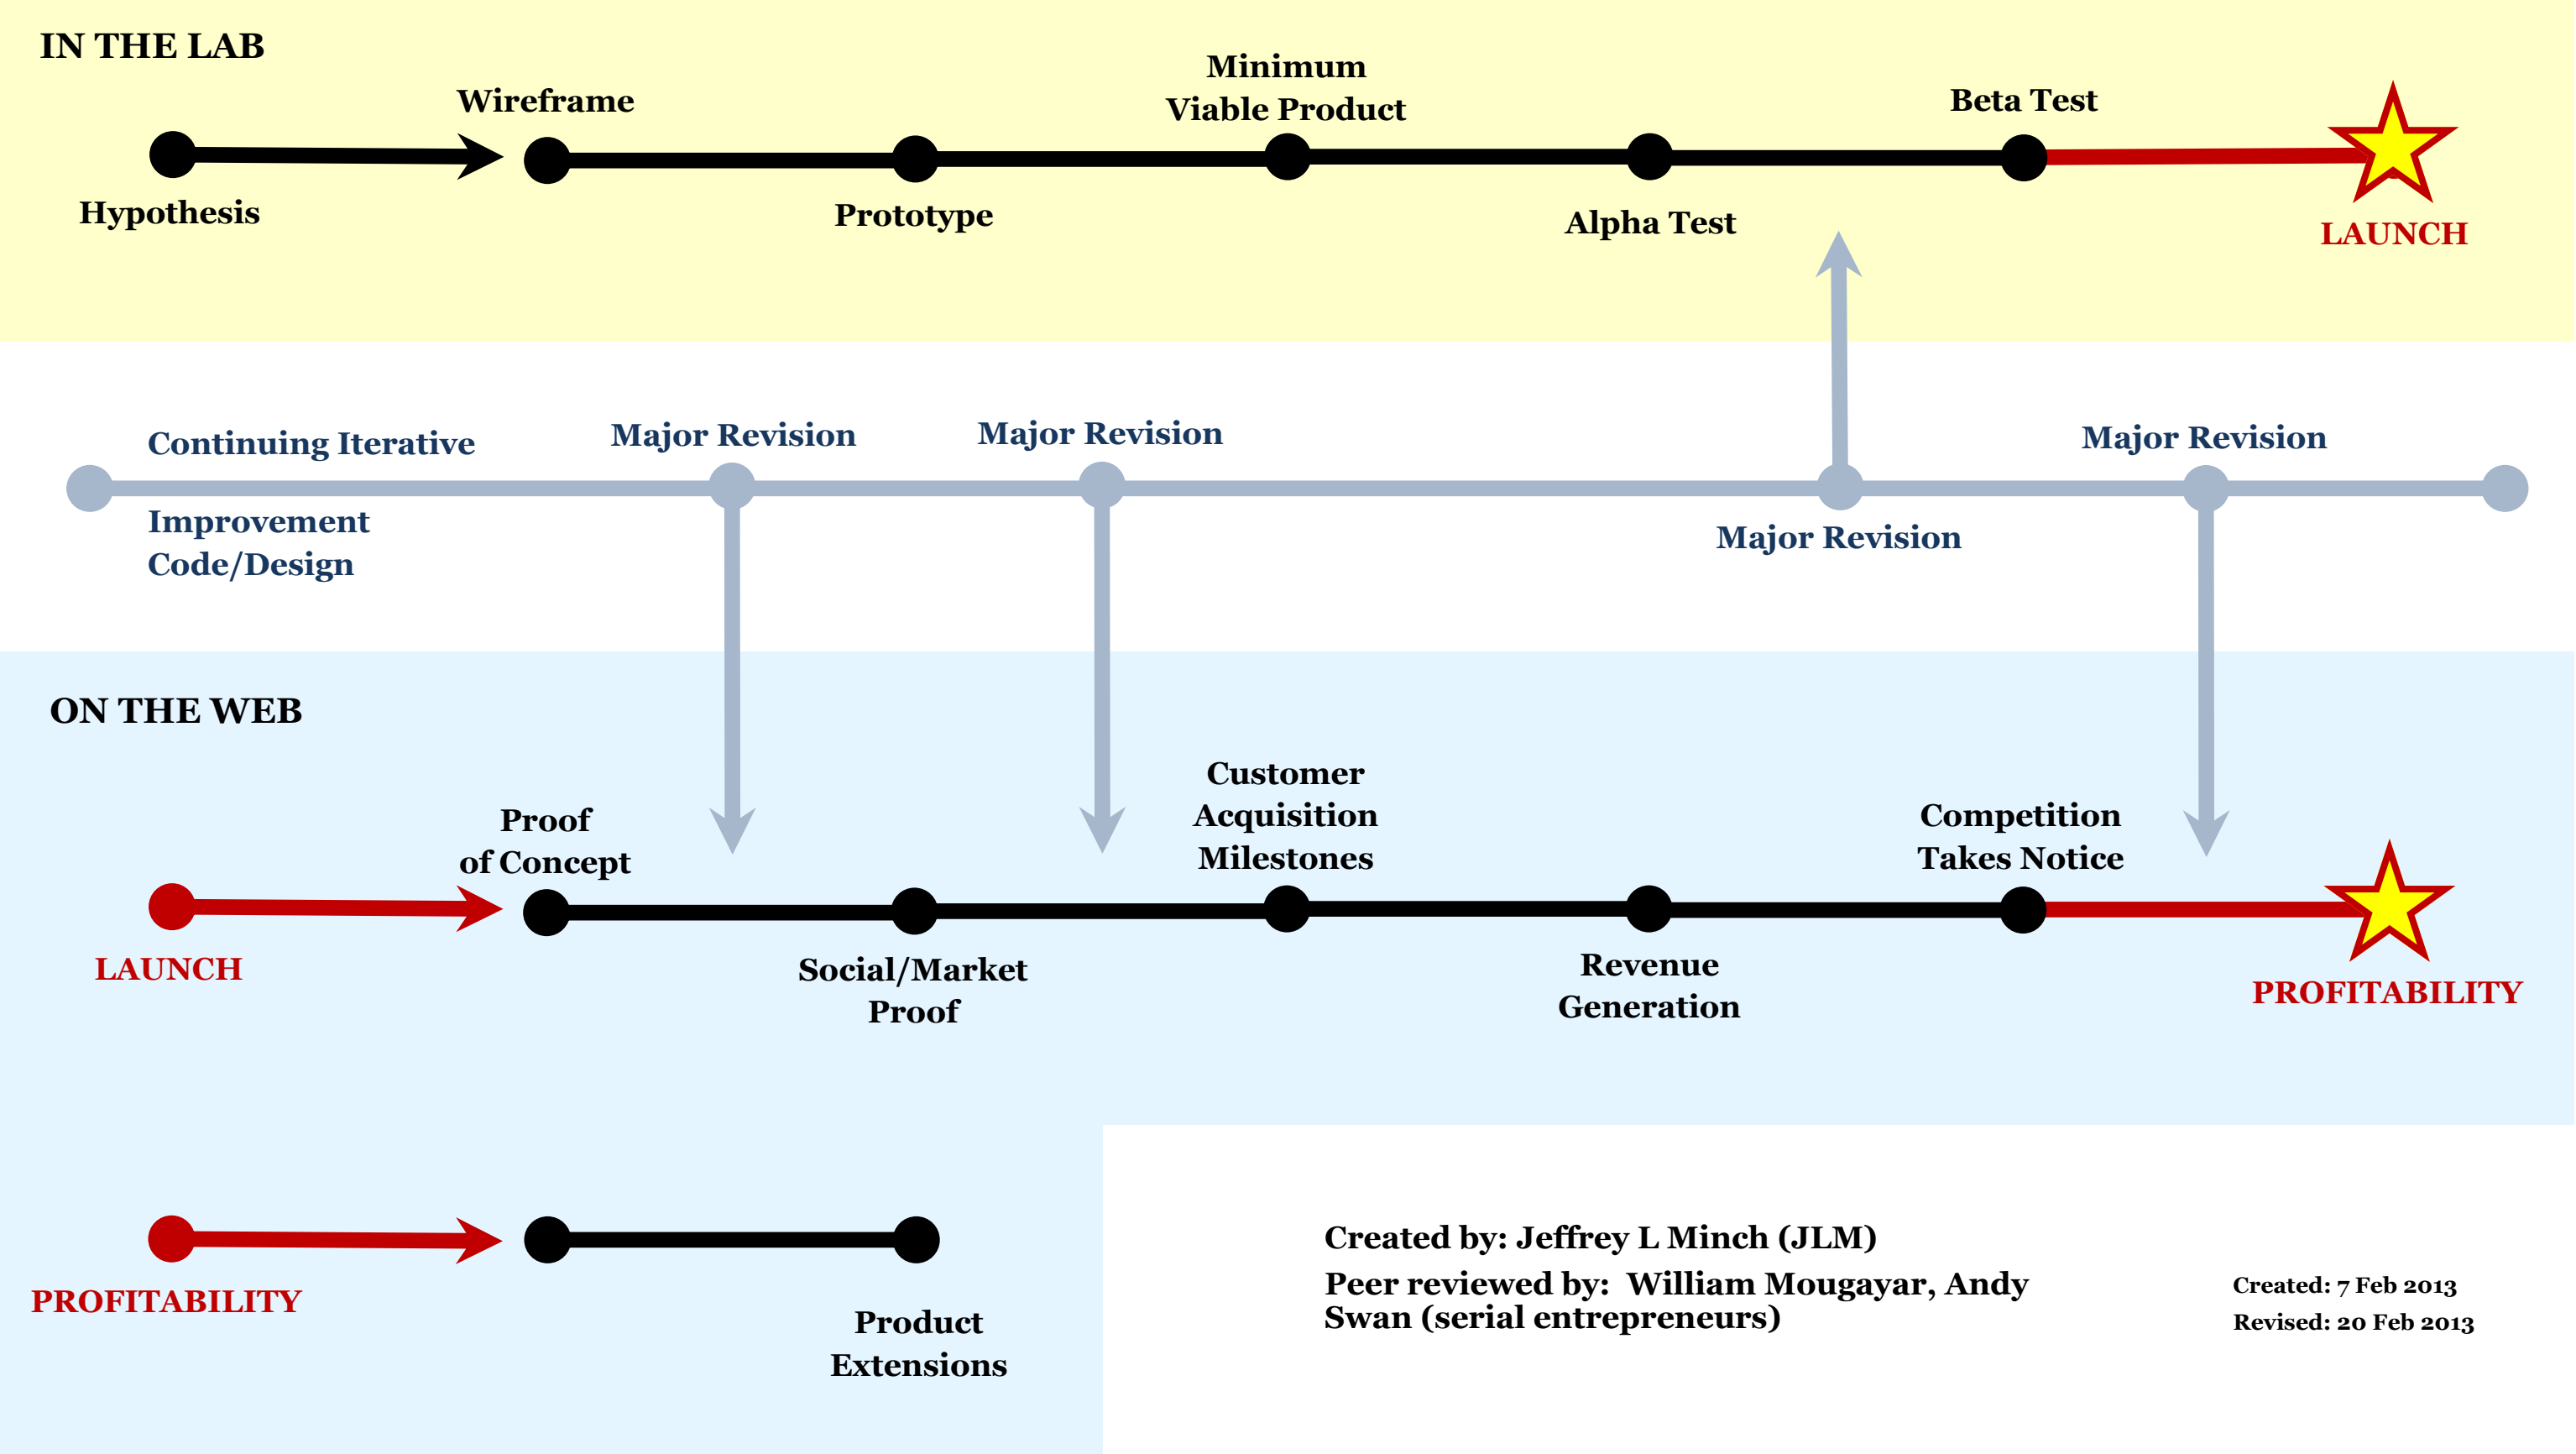 IN THE LAB
Wireframe
Minimum
Viable Product
Beta Test
Hypothesis
Prototype
Alpha Test
LAUNCH
Continuing Iterative
Improvement
Code/Design
Major Revision
Major Revision
Major Revision
Major Revision
ON THE WEB
Proof
of Concept
Customer
Acquisition
Milestones
Competition
Takes Notice
LAUNCH
Social/Market
Proof
Revenue
Generation
PROFITABILITY
PROFITABILITY
Product
Extensions
Created by: Jeffrey L Minch (JLM)
Peer reviewed by:  William Mougayar, Andy
Swan (serial entrepreneurs)
Created: 7 Feb 2013
Revised: 20 Feb 2013